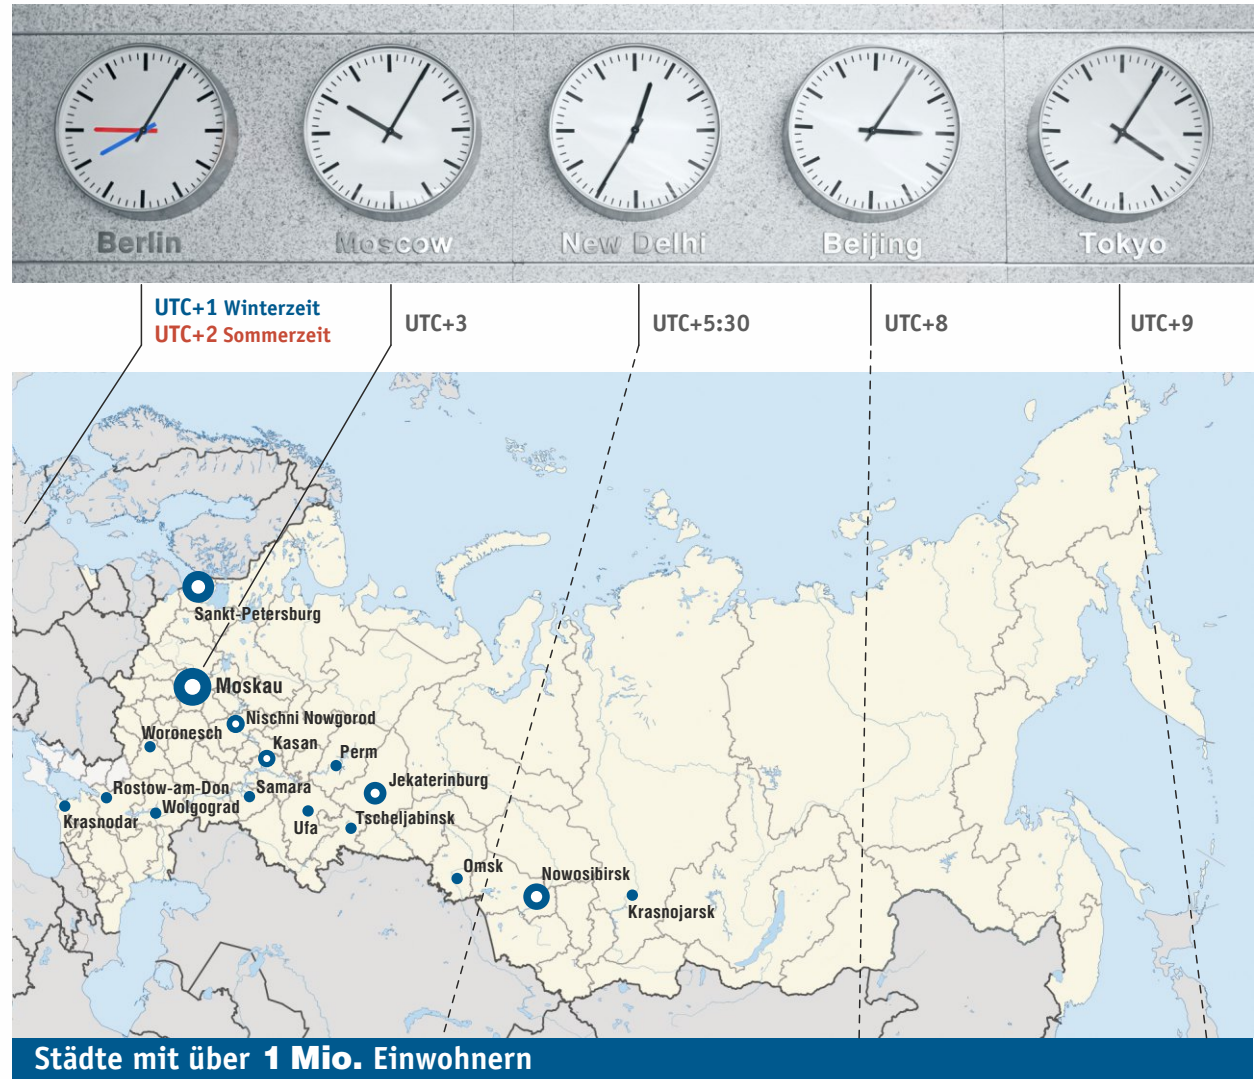 Berlin
Moscow
New Delhi
Beijing
Tokyo
UTC+1 Winterzeit
UTC+2 Sommerzeit
UTC+3
UTC+5:30
UTC+8
UTC+9
Sankt-Petersburg
Moskau
Nischni Nowgorod
Woronesch
Kasan
Perm
Jekaterinburg
Rostow-am-Don
Samara
Krasnodar
Wolgograd
Ufa
Tscheljabinsk
Omsk
Nowosibirsk
Krasnojarsk
Städte mit über 1 Mio. Einwohnern